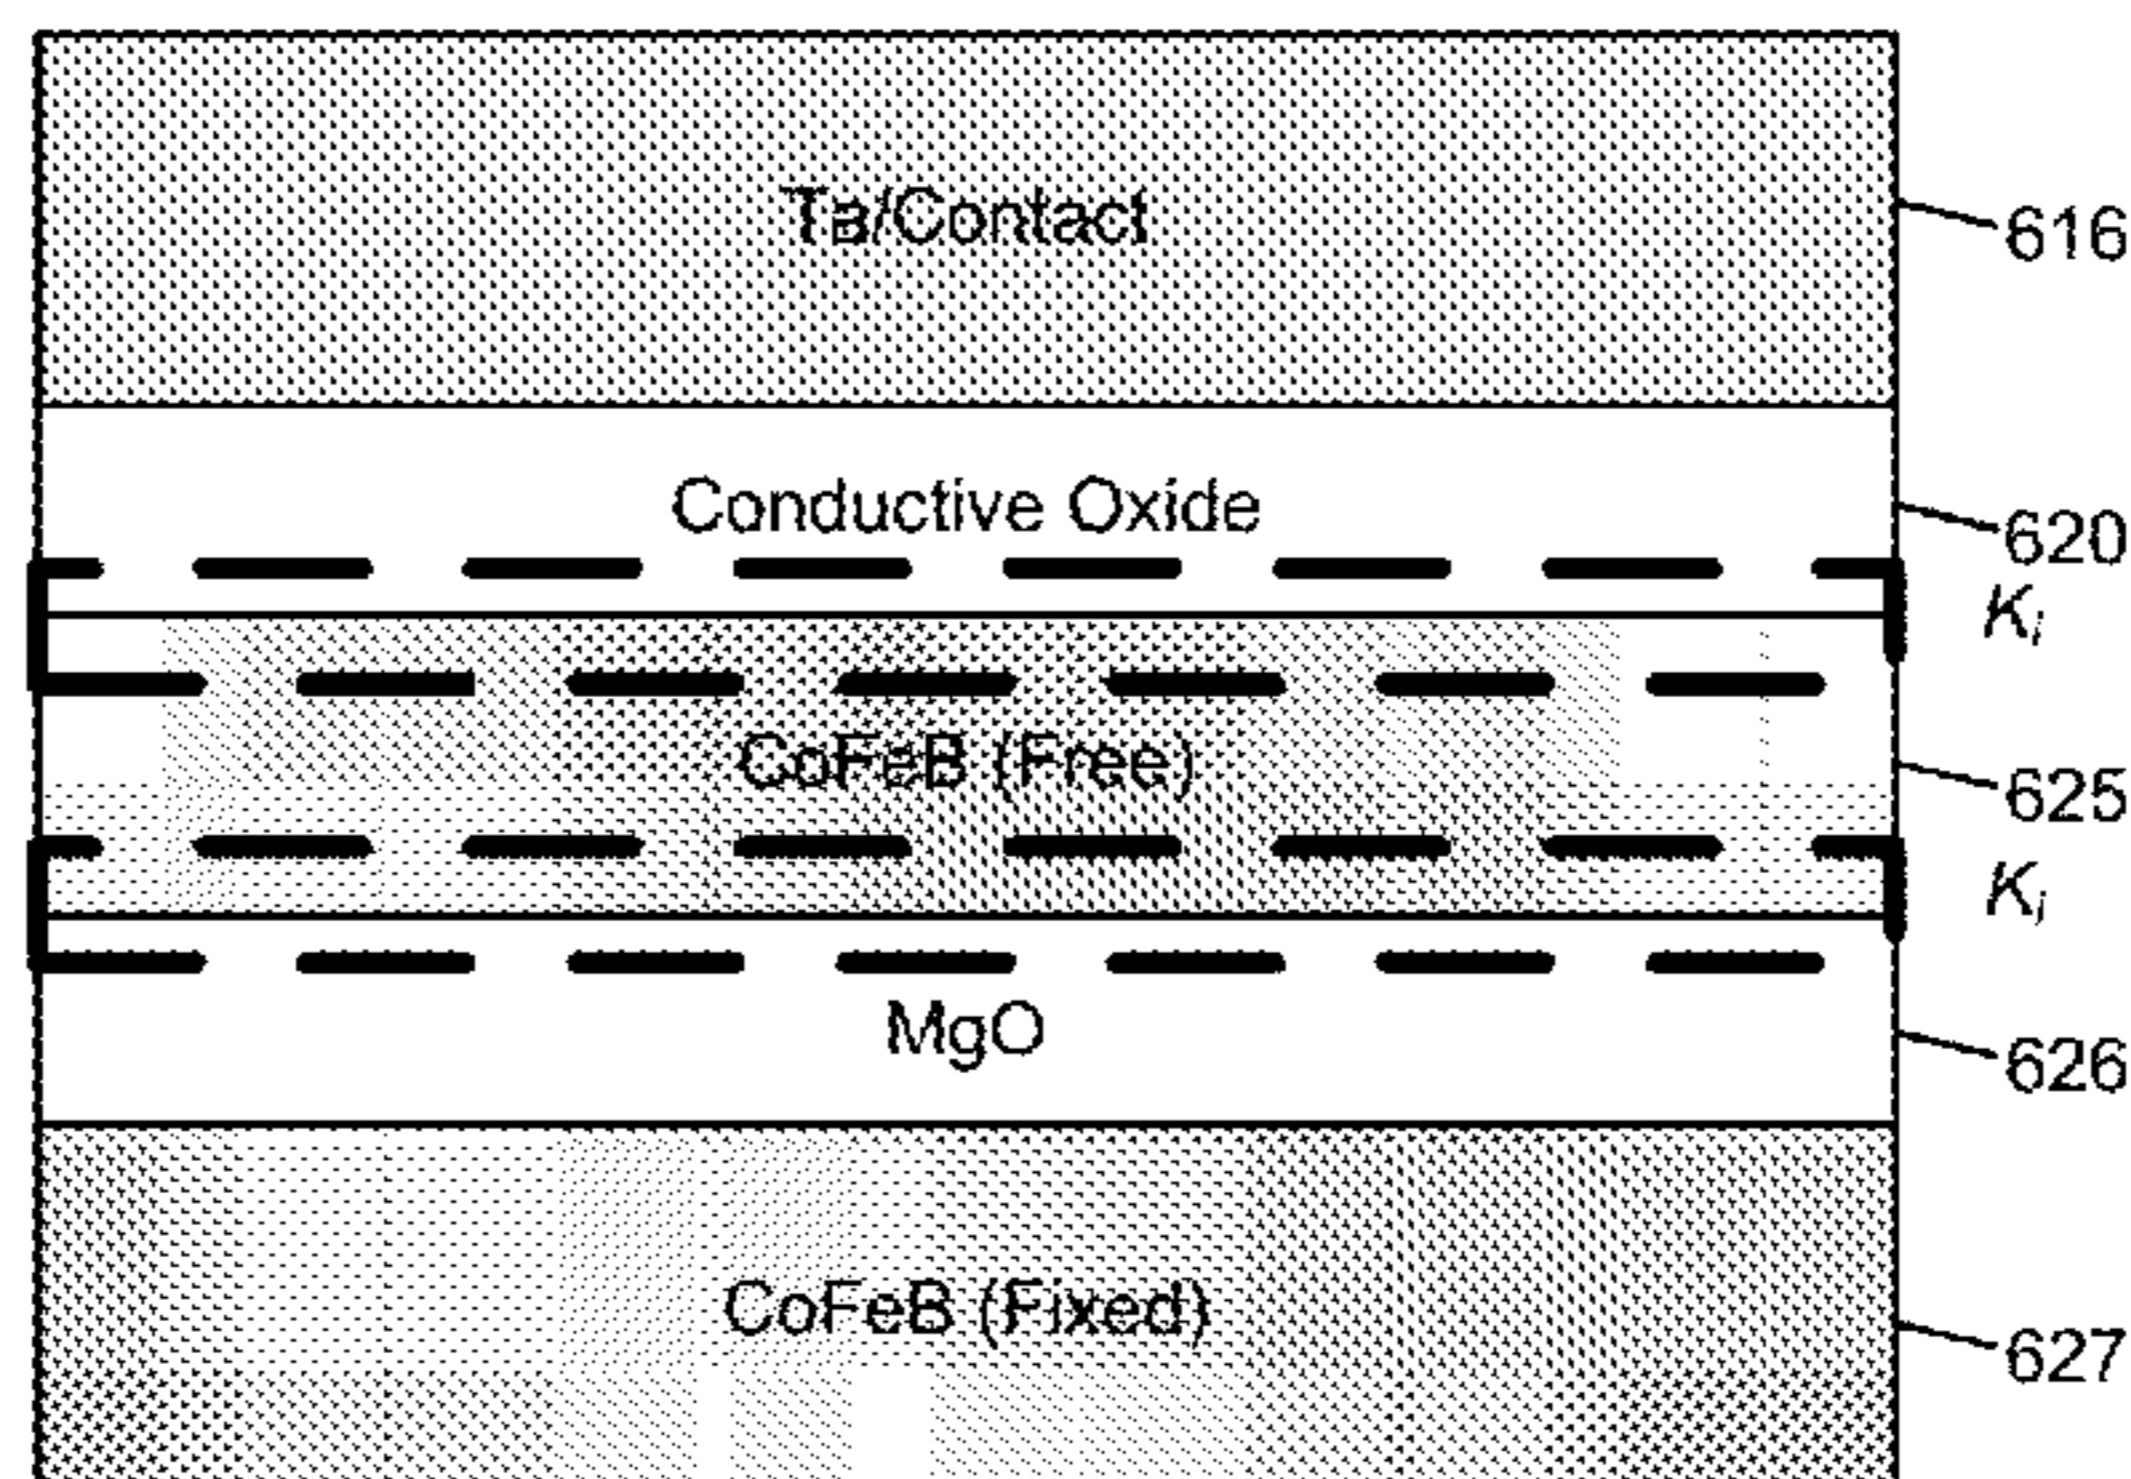 Ta/Contact
616
Conductive Oxide
620
Ki
CoFeB (Free)
625
Ki
MgO
626
CoFeB (Fixed)
627